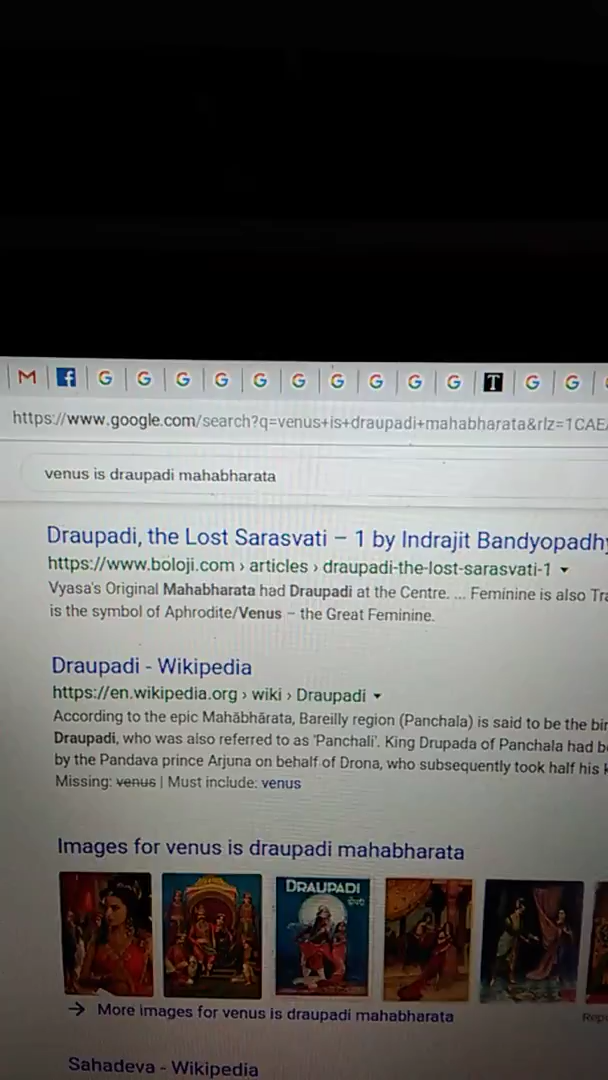 https://www.google.com/search?q=venus+is+draupadi+mahabharata&rlz=1CAEA
venus is draupadi mahabharata
Draupadi, the Lost Sarasvati – 1 by Indrajit Bandyopadhy
https://www.boloji.com › articles › draupadi-the-lost-sarasvati-1
Vyasa's Original Mahabharata had Draupadi at the Centre. ... Feminine is also Tra
is the symbol of Aphrodite/Venus – the Great Feminine.
Draupadi - Wikipedia
https://en.wikipedia.org › wiki › Draupadi
According to the epic Mahābhārata, Bareilly region (Panchala) is said to be the bir
Draupadi, who was also referred to as 'Panchali'. King Drupada of Panchala had b
by the Pandava prince Arjuna on behalf of Drona, who subsequently took half his k
Missing: venus | Must include: venus
Images for venus is draupadi mahabharata
DRAUPADI
→ More images for venus is draupadi mahabharata
Rep
Sahadeva - Wikipedia